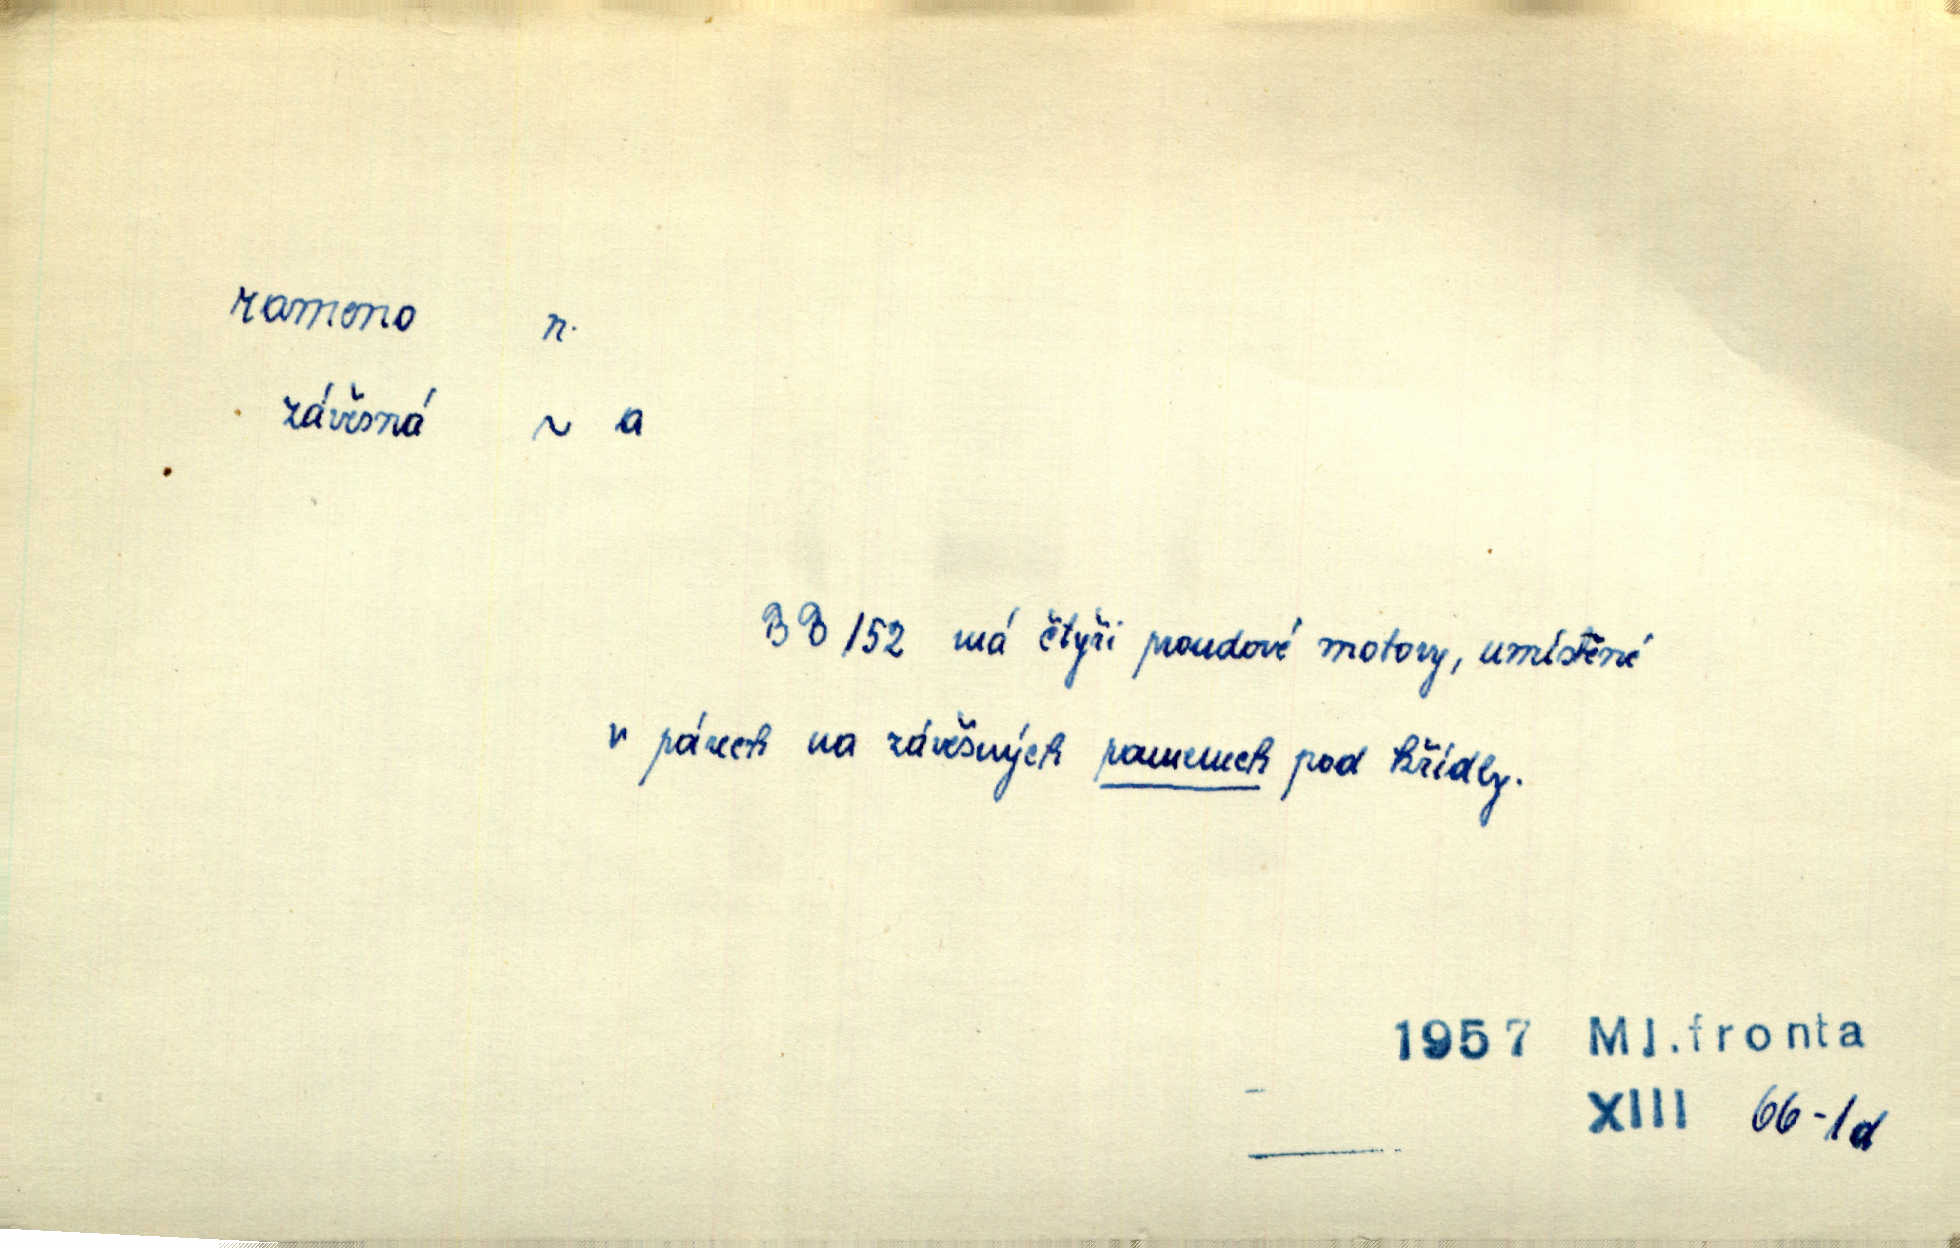 rameno n.
závěsná ~ a
BB 152 má čtyři proudové motory, umístěné
v párech na závěsných ramenech pod křídly.
1957 Ml.fronta
XIII 66-1d